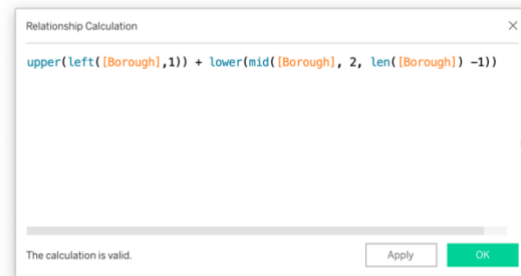 Relationship Calculation
upper(left([Borough],1)) + lower(mid([Borough], 2, len([Borough]) -1))
The calculation is valid.
Apply
OK